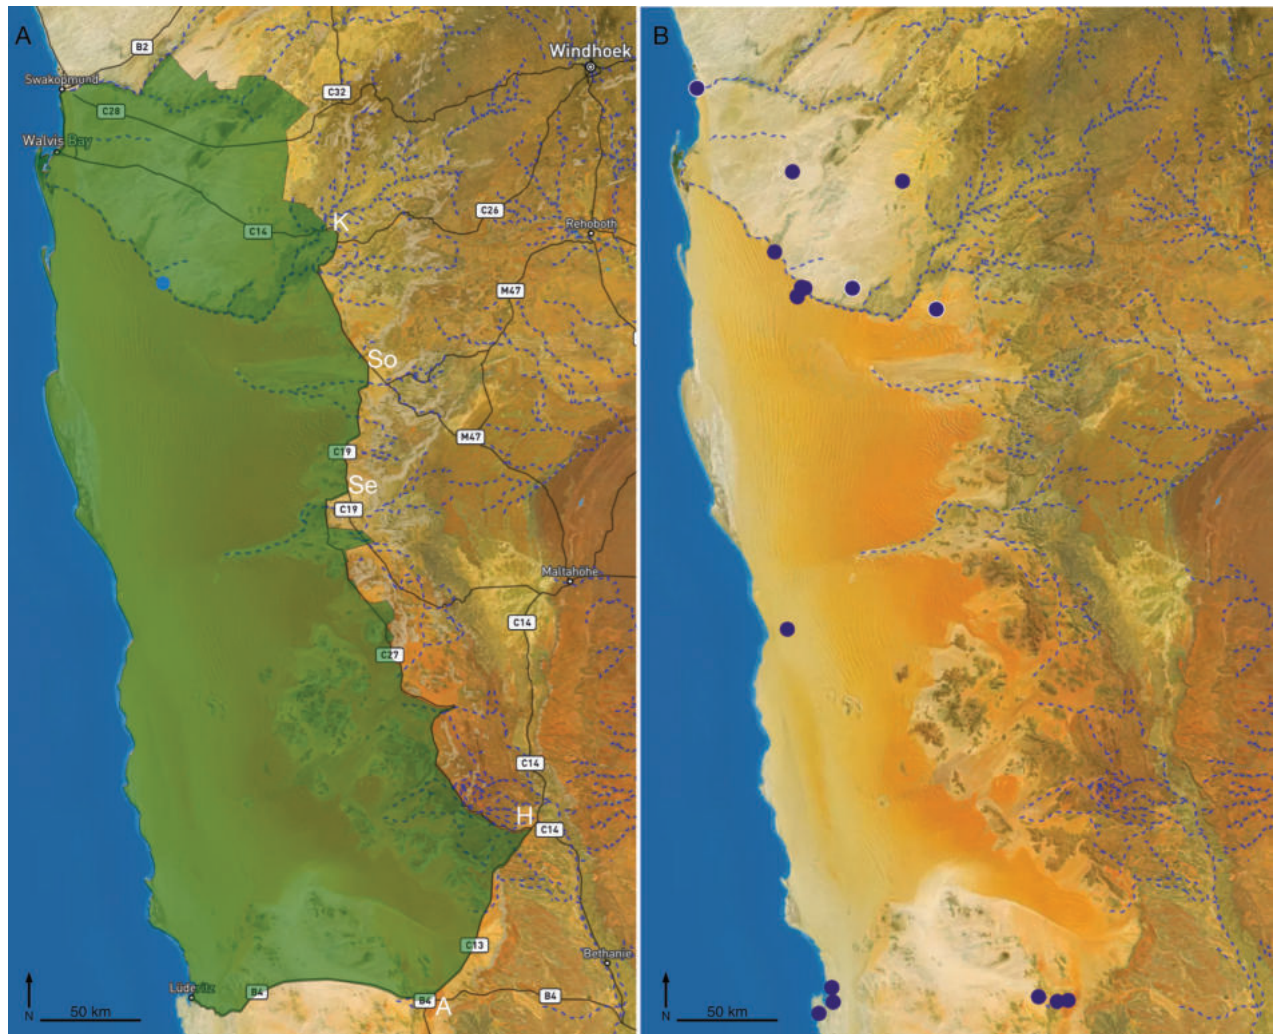 A
B
B2
Windhoek
Swakopmund
C28
C32
Walvis Bay
K
C26
C14
Rehoboth
M47
So
M47
C19
Se
C19
Maltahöhe
C14
C27
C14
H
C14
C13
Bethanie
Lüderitz
B4
B4
A
B4
N
50 km
N
50 km